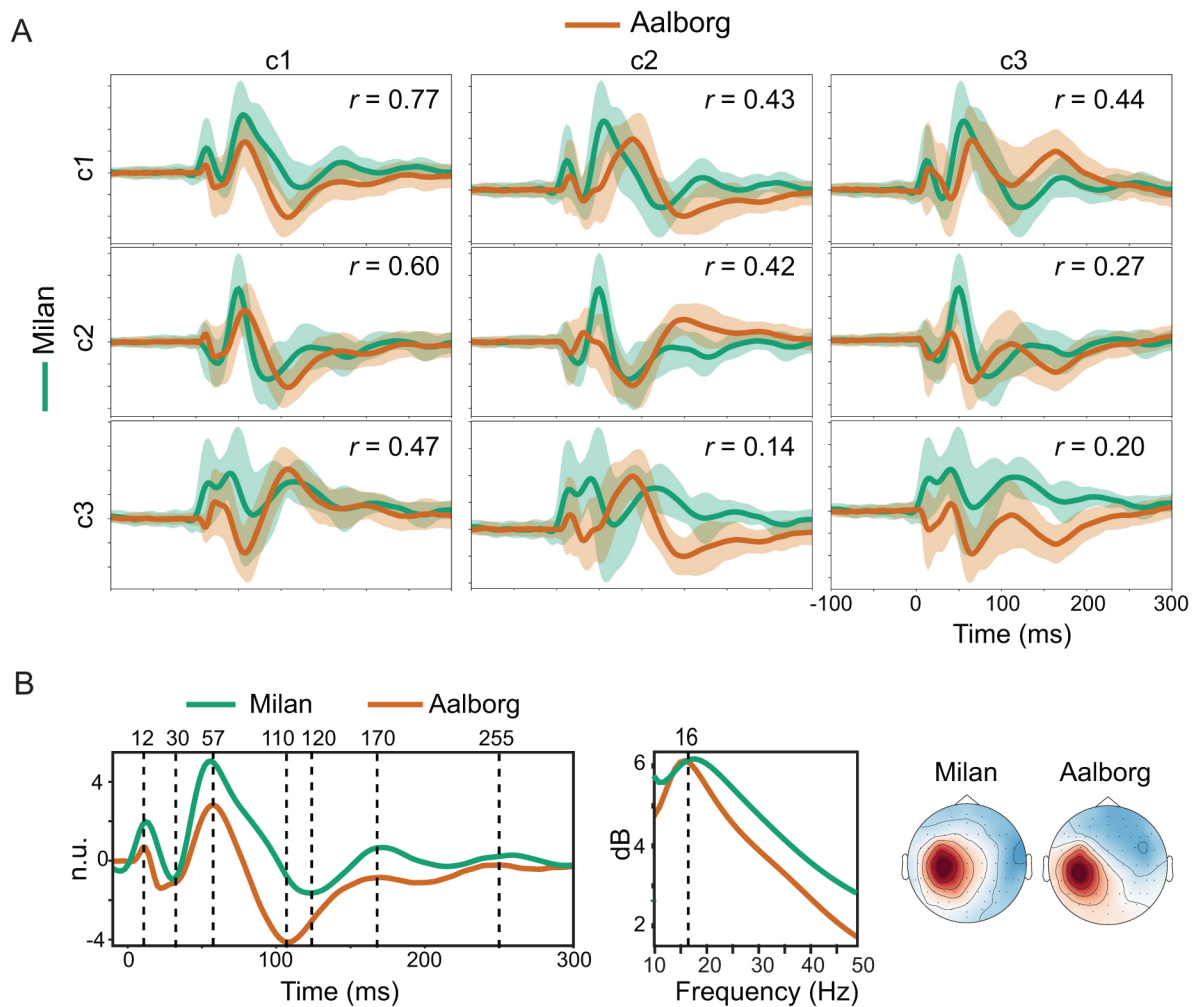 A
Aalborg
c1 c2 c3
Milan
c1
r = 0.77
r = 0.43
r = 0.44
c2
r = 0.60
r = 0.42
r = 0.27
c3
r = 0.47
r = 0.14
r = 0.20
-100 0 100 200 300
Time (ms)
B
Milan Aalborg
12 30 57 110 120 170 255
n.u.
4
0
-4
0 100 200 300
Time (ms)
16
dB
6
4
2
10 20 30 40 50
Frequency (Hz)
Milan Aalborg